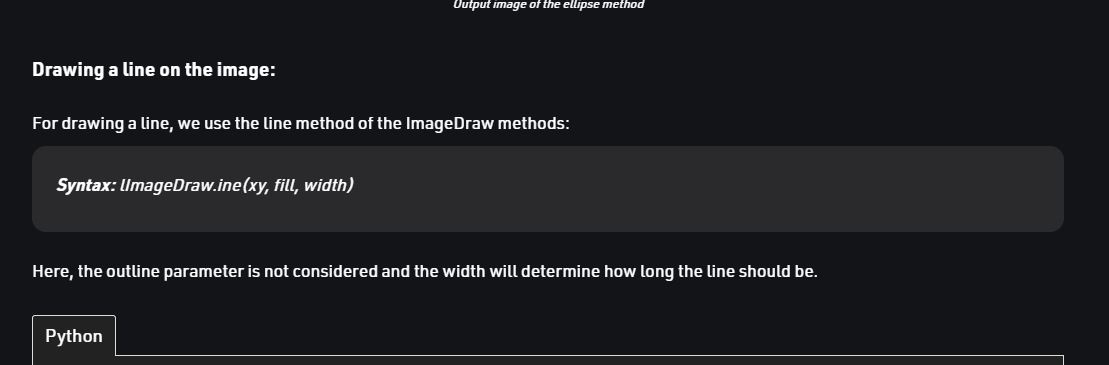 Output image of the ellipse method
Drawing a line on the image:
For drawing a line, we use the line method of the ImageDraw methods:
Syntax: lImageDraw.ine(xy, fill, width)
Here, the outline parameter is not considered and the width will determine how long the line should be.
Python